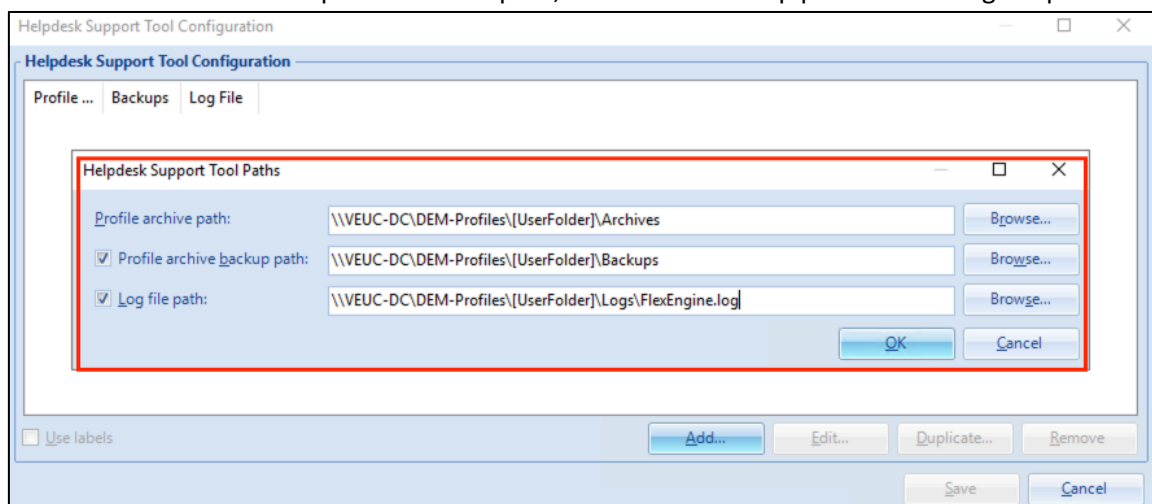 Helpdesk Support Tool Configuration
Helpdesk Support Tool Configuration
Profile ... Backups Log File
Helpdesk Support Tool Paths
Profile archive path: \\VEUC-DC\DEM-Profiles\[UserFolder]\Archives Browse...
Profile archive backup path: \\VEUC-DC\DEM-Profiles\[UserFolder]\Backups Browse...
Log file path: \\VEUC-DC\DEM-Profiles\[UserFolder]\Logs\FlexEngine.log Browse...
OK Cancel
Use labels Add... Edit... Duplicate... Remove
Save Cancel